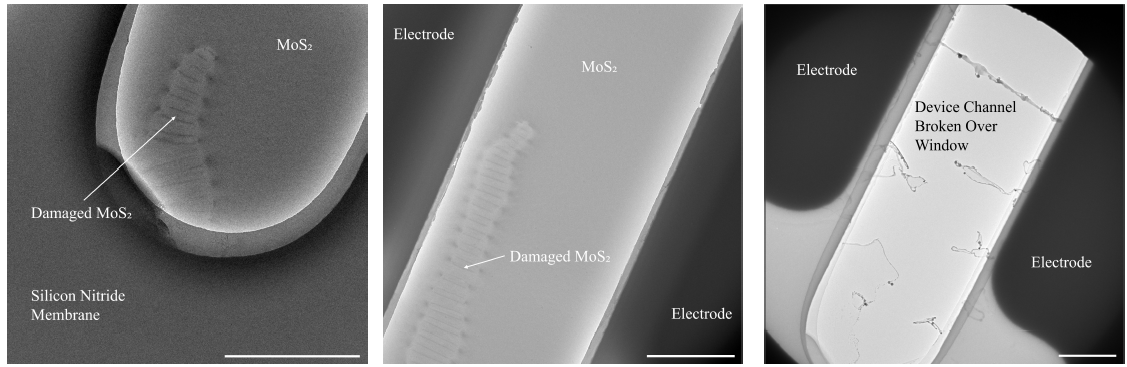 MoS₂
Damaged MoS₂
Silicon Nitride
Membrane
Electrode
MoS₂
Damaged MoS₂
Electrode
Electrode
Device Channel
Broken Over
Window
Electrode